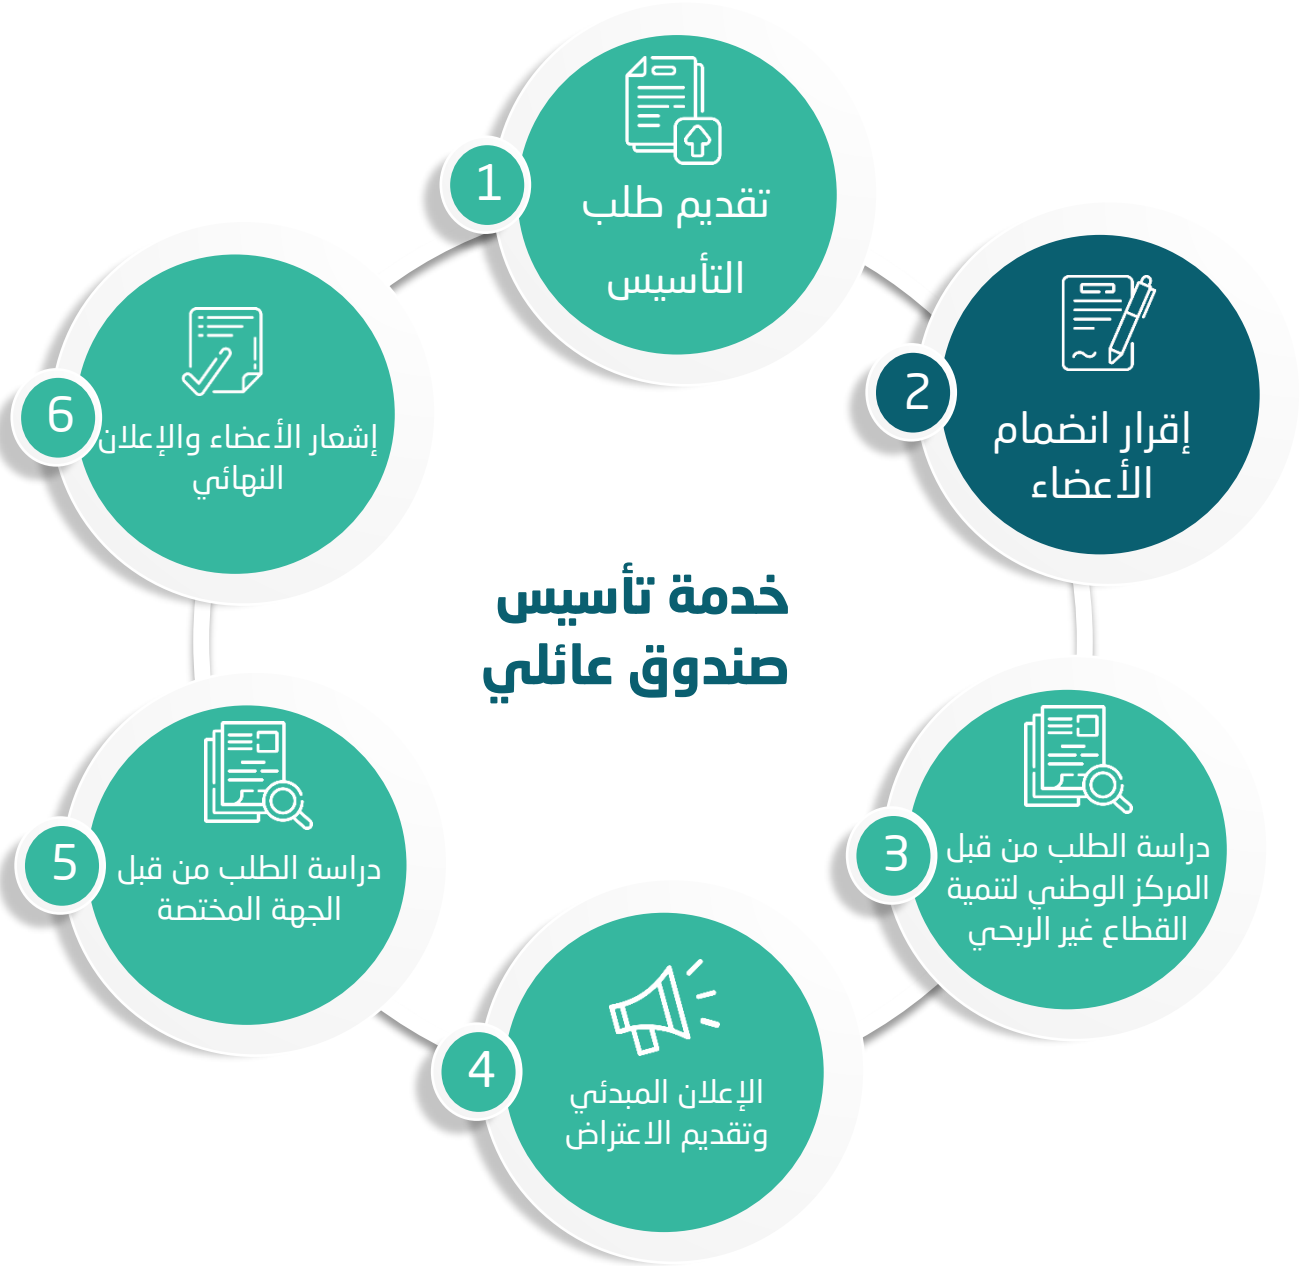 1
تقديم طلب
التأسيس
2
إقرار انضمام
الأعضاء
3
دراسة الطلب من قبل
المركز الوطني لتنمية
القطاع غير الربحي
4
الإعلان المبدئي
وتقديم الاعتراض
5
دراسة الطلب من قبل
الجهة المختصة
6
إشعار الأعضاء والإعلان
النهائي
خدمة تأسيس
صندوق عائلي